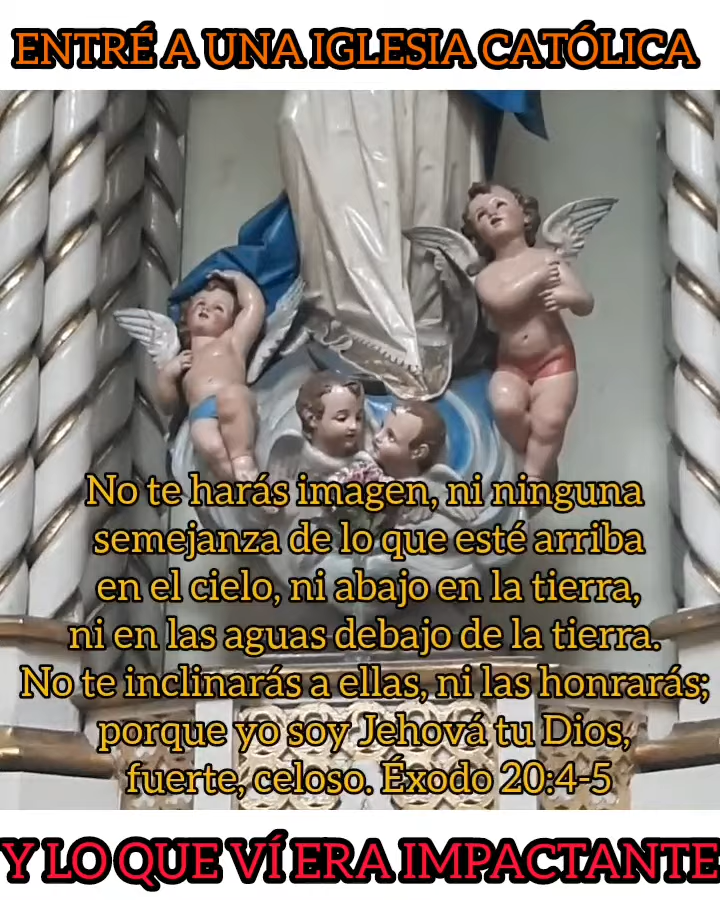 ENTRÉ A UNA IGLESIA CATÓLICA
No te harás imagen, ni ninguna
semejanza de lo que esté arriba
en el cielo, ni abajo en la tierra,
ni en las aguas debajo de la tierra.
No te inclinarás a ellas, ni las honrarás;
porque yo soy Jehová tu Dios,
fuerte, celoso. Éxodo 20:4-5
Y LO QUE VÍ ERA IMPACTANTE